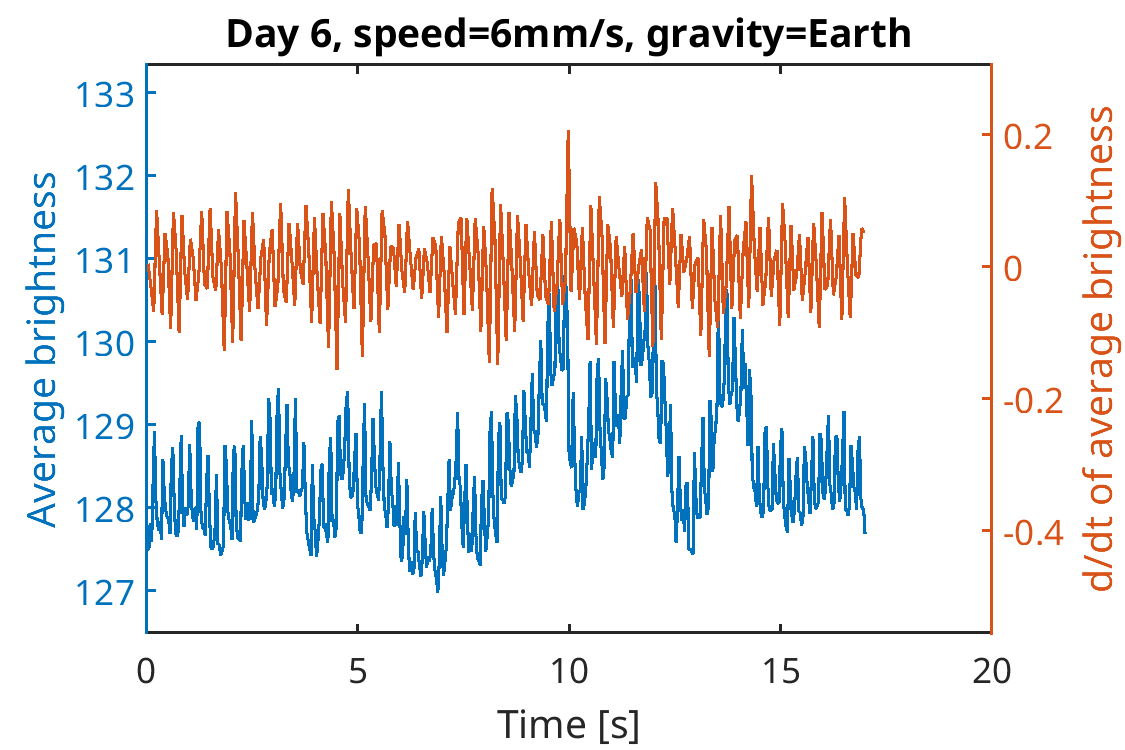 Day 6, speed=6mm/s, gravity=Earth
133
132
131
130
129
128
127
Average brightness
0.2
0
-0.2
-0.4
d/dt of average brightness
0 5 10 15 20
Time [s]